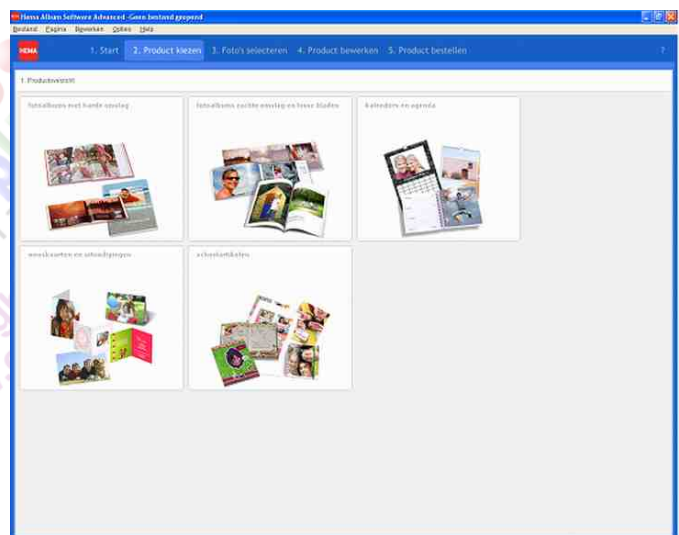 Hema Album Software Advanced -Geen bestand geopend
Bestand Pagina Bewerken Opties Help
HEMA 1. Start 2. Product kiezen 3. Foto's selecteren 4. Product bewerken 5. Product bestellen ?
1. Productoverzicht
fotoalbums met harde omslag fotoalbums zachte omslag en losse bladen kalenders en agenda
wenskaarten en uitnodigingen schoolartikelen